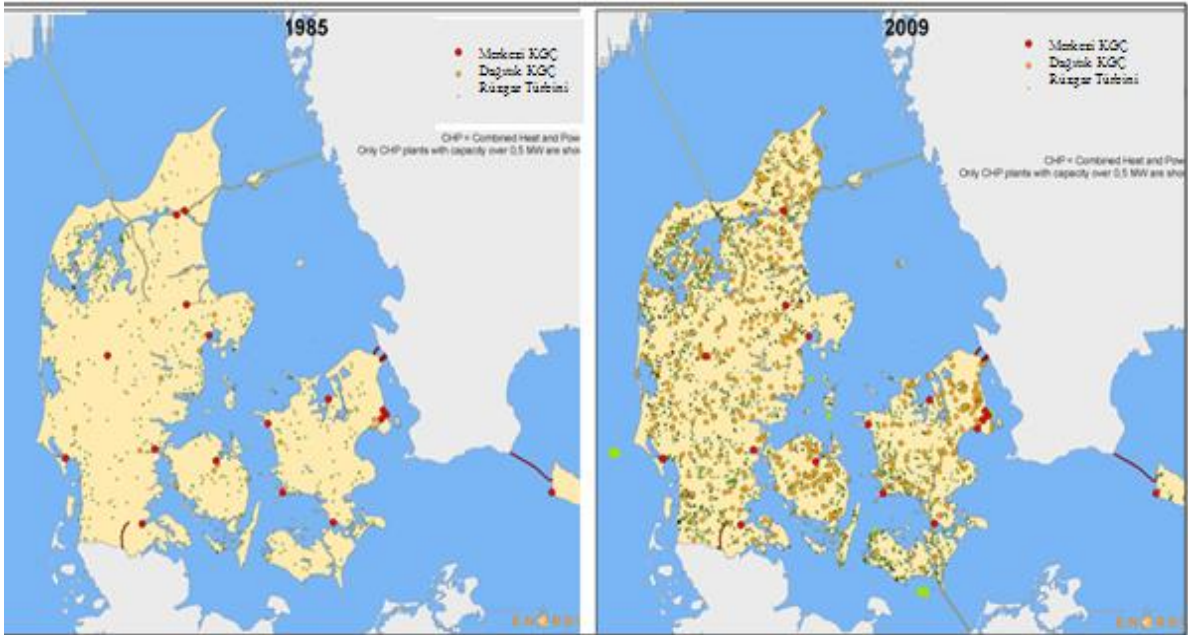 1985
Merkezi KGÇ
Dağıtık KGÇ
Rüzgar Türbini
CHP = Combined Heat and Pow
Only CHP plants with capacity over 0,5 MW are sho
2009
Merkezi KGÇ
Dağıtık KGÇ
Rüzgar Türbini
CHP = Combined Heat and Pow
Only CHP plants with capacity over 0,5 MW are sho